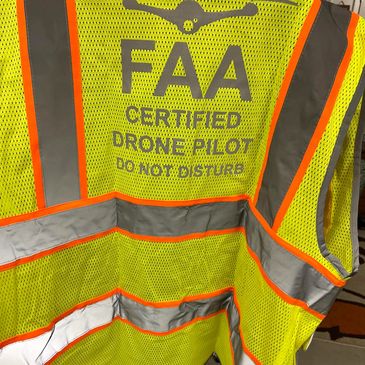 FAA
CERTIFIED
DRONE PILOT
DO NOT DISTURB